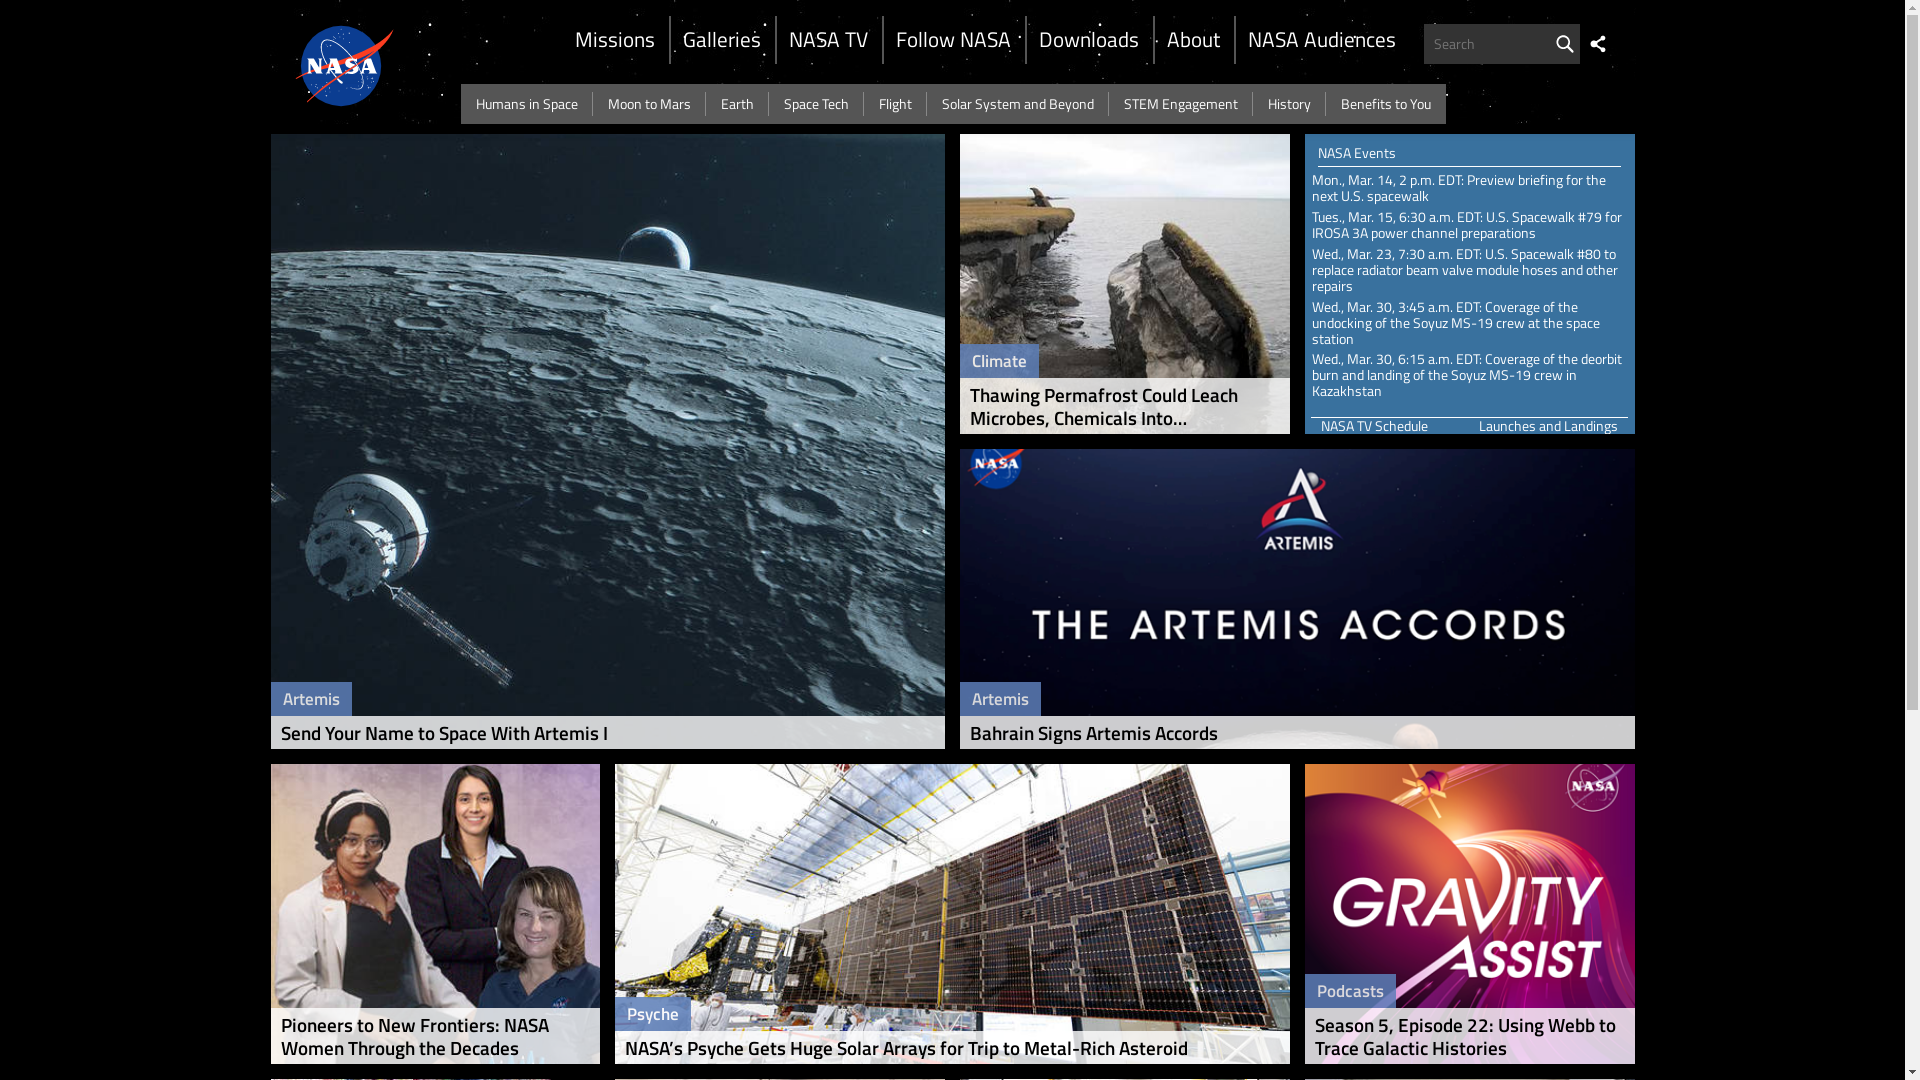 NASA
Missions
Galleries
NASA TV
Follow NASA
Downloads
About
NASA Audiences
Search
Humans in Space
Moon to Mars
Earth
Space Tech
Flight
Solar System and Beyond
STEM Engagement
History
Benefits to You
Artemis
Send Your Name to Space With Artemis I
Climate
Thawing Permafrost Could Leach
Microbes, Chemicals Into...
NASA Events
Mon., Mar. 14, 2 p.m. EDT: Preview briefing for the
next U.S. spacewalk
Tues., Mar. 15, 6:30 a.m. EDT: U.S. Spacewalk #79 for
IROSA 3A power channel preparations
Wed., Mar. 23, 7:30 a.m. EDT: U.S. Spacewalk #80 to
replace radiator beam valve module hoses and other
repairs
Wed., Mar. 30, 3:45 a.m. EDT: Coverage of the
undocking of the Soyuz MS-19 crew at the space
station
Wed., Mar. 30, 6:15 a.m. EDT: Coverage of the deorbit
burn and landing of the Soyuz MS-19 crew in
Kazakhstan
NASA TV Schedule
Launches and Landings
NASA
ARTEMIS
THE ARTEMIS ACCORDS
Artemis
Bahrain Signs Artemis Accords
Pioneers to New Frontiers: NASA
Women Through the Decades
Psyche
NASA’s Psyche Gets Huge Solar Arrays for Trip to Metal-Rich Asteroid
NASA
GRAVITY
ASSIST
Podcasts
Season 5, Episode 22: Using Webb to
Trace Galactic Histories